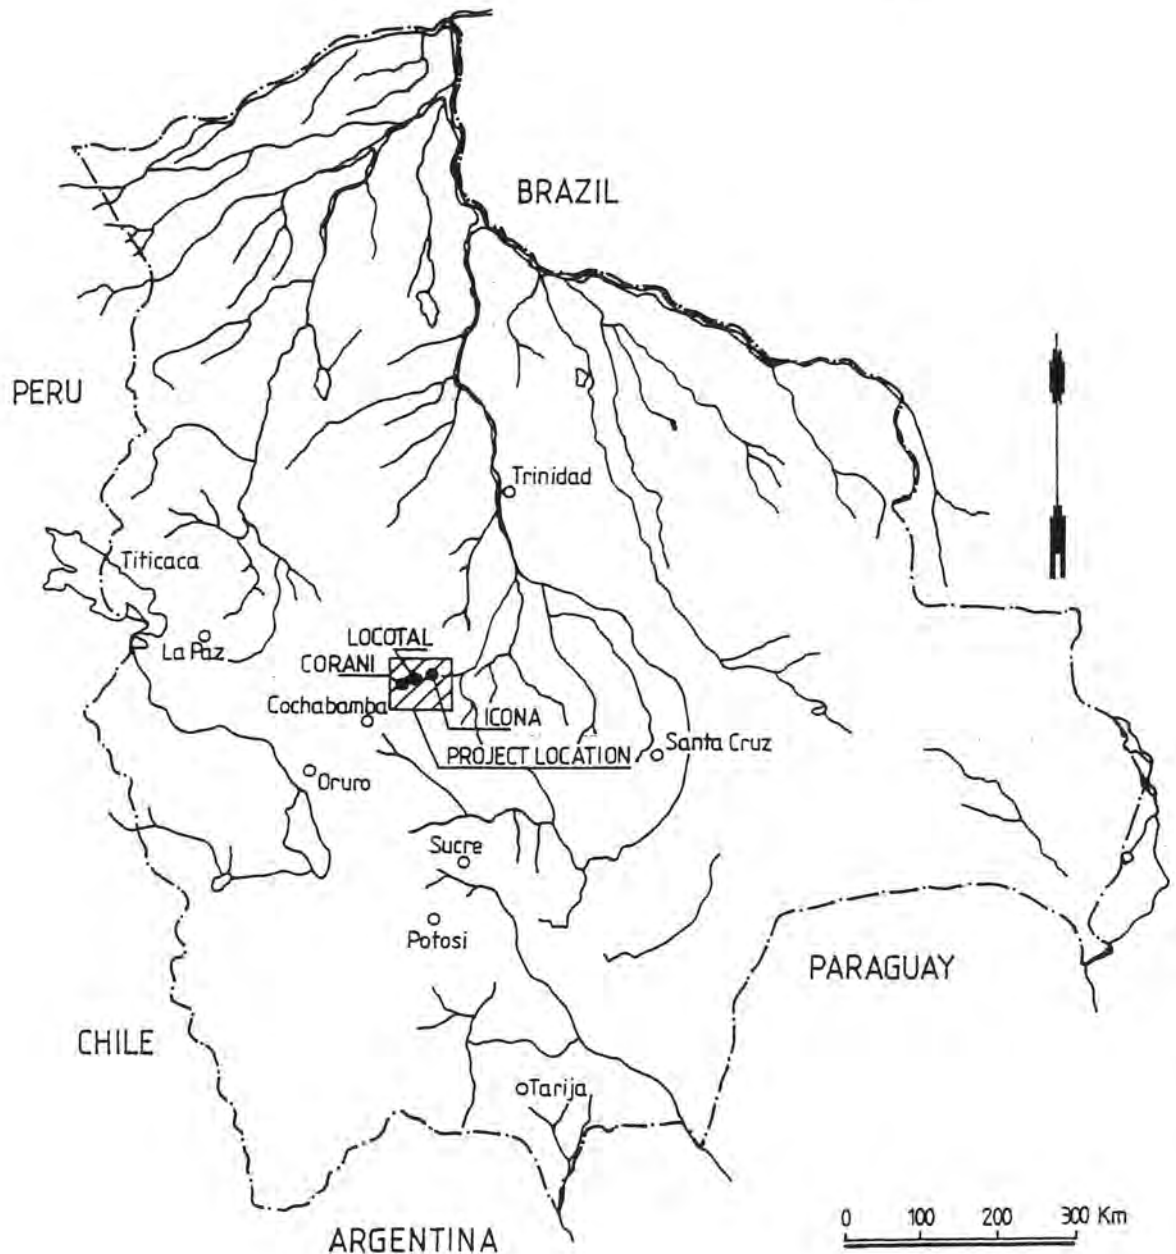 BRAZIL
PERU
Trinidad
Titicaca
La Paz
LOCOTAL
CORANI
Cochabamba
ICONA
PROJECT LOCATION
Santa Cruz
Oruro
Sucre
Potosi
PARAGUAY
CHILE
Tarija
ARGENTINA
0 100 200 300 Km